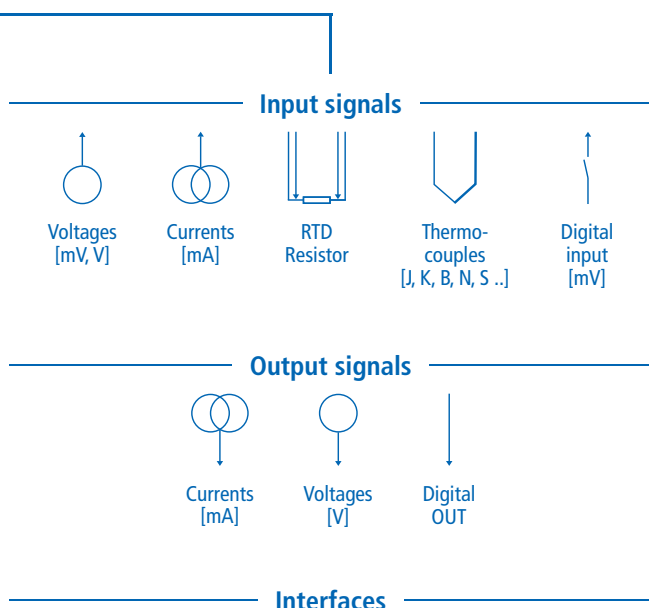 Input signals
Voltages
[mV, V]
Currents
[mA]
RTD
Resistor
Thermo-
couples
[J, K, B, N, S ..]
Digital
input
[mV]
Output signals
Currents
[mA]
Voltages
[V]
Digital
OUT
Interfaces